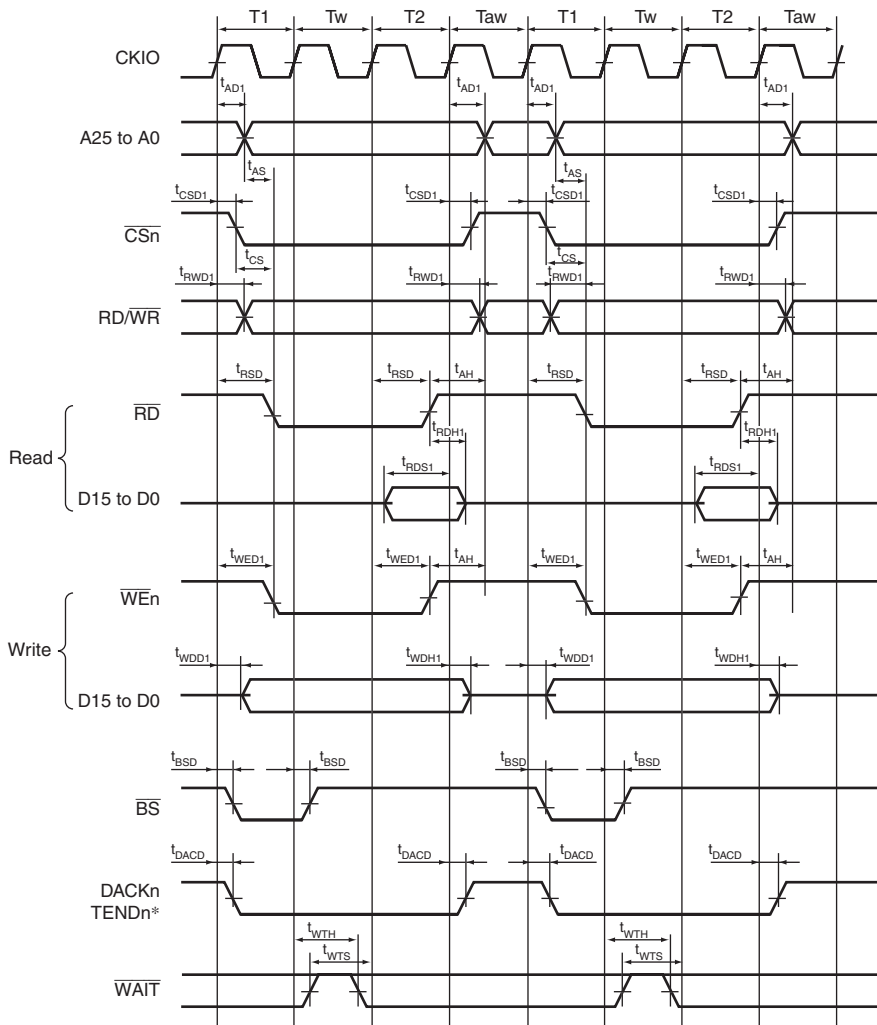 T1 Tw T2 Taw T1 Tw T2 Taw
CKIO
tAD1 tAD1 tAD1 tAD1
A25 to A0
tAS tAS
tCSD1 tCSD1 tCSD1 tCSD1
CSn
tCS tCS
tRWD1 tRWD1 tRWD1 tRWD1
RD/WR
tRSD tRSD tAH tRSD tRSD tAH
RD
tRDH1 tRDH1
Read
tRDS1 tRDS1
D15 to D0
tWED1 tWED1 tAH tWED1 tWED1 tAH
WEn
Write
tWDD1 tWDH1 tWDD1 tWDH1
D15 to D0
tBSD tBSD tBSD tBSD
BS
tDACD tDACD tDACD tDACD
DACKn
TENDn*
tWTH tWTH
tWTS tWTS
WAIT